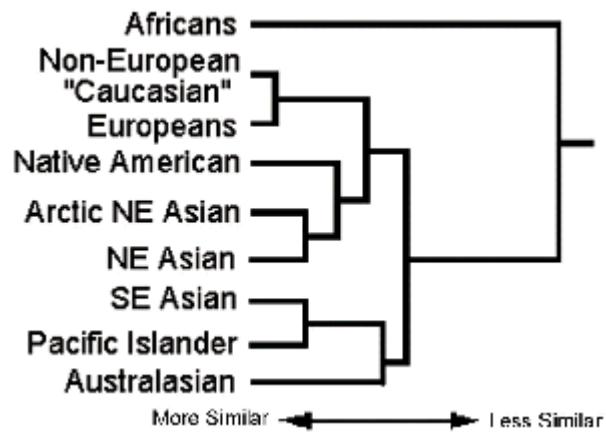 Africans
Non-European
"Caucasian"
Europeans
Native American
Arctic NE Asian
NE Asian
SE Asian
Pacific Islander
Australasian
More Similar Less Similar